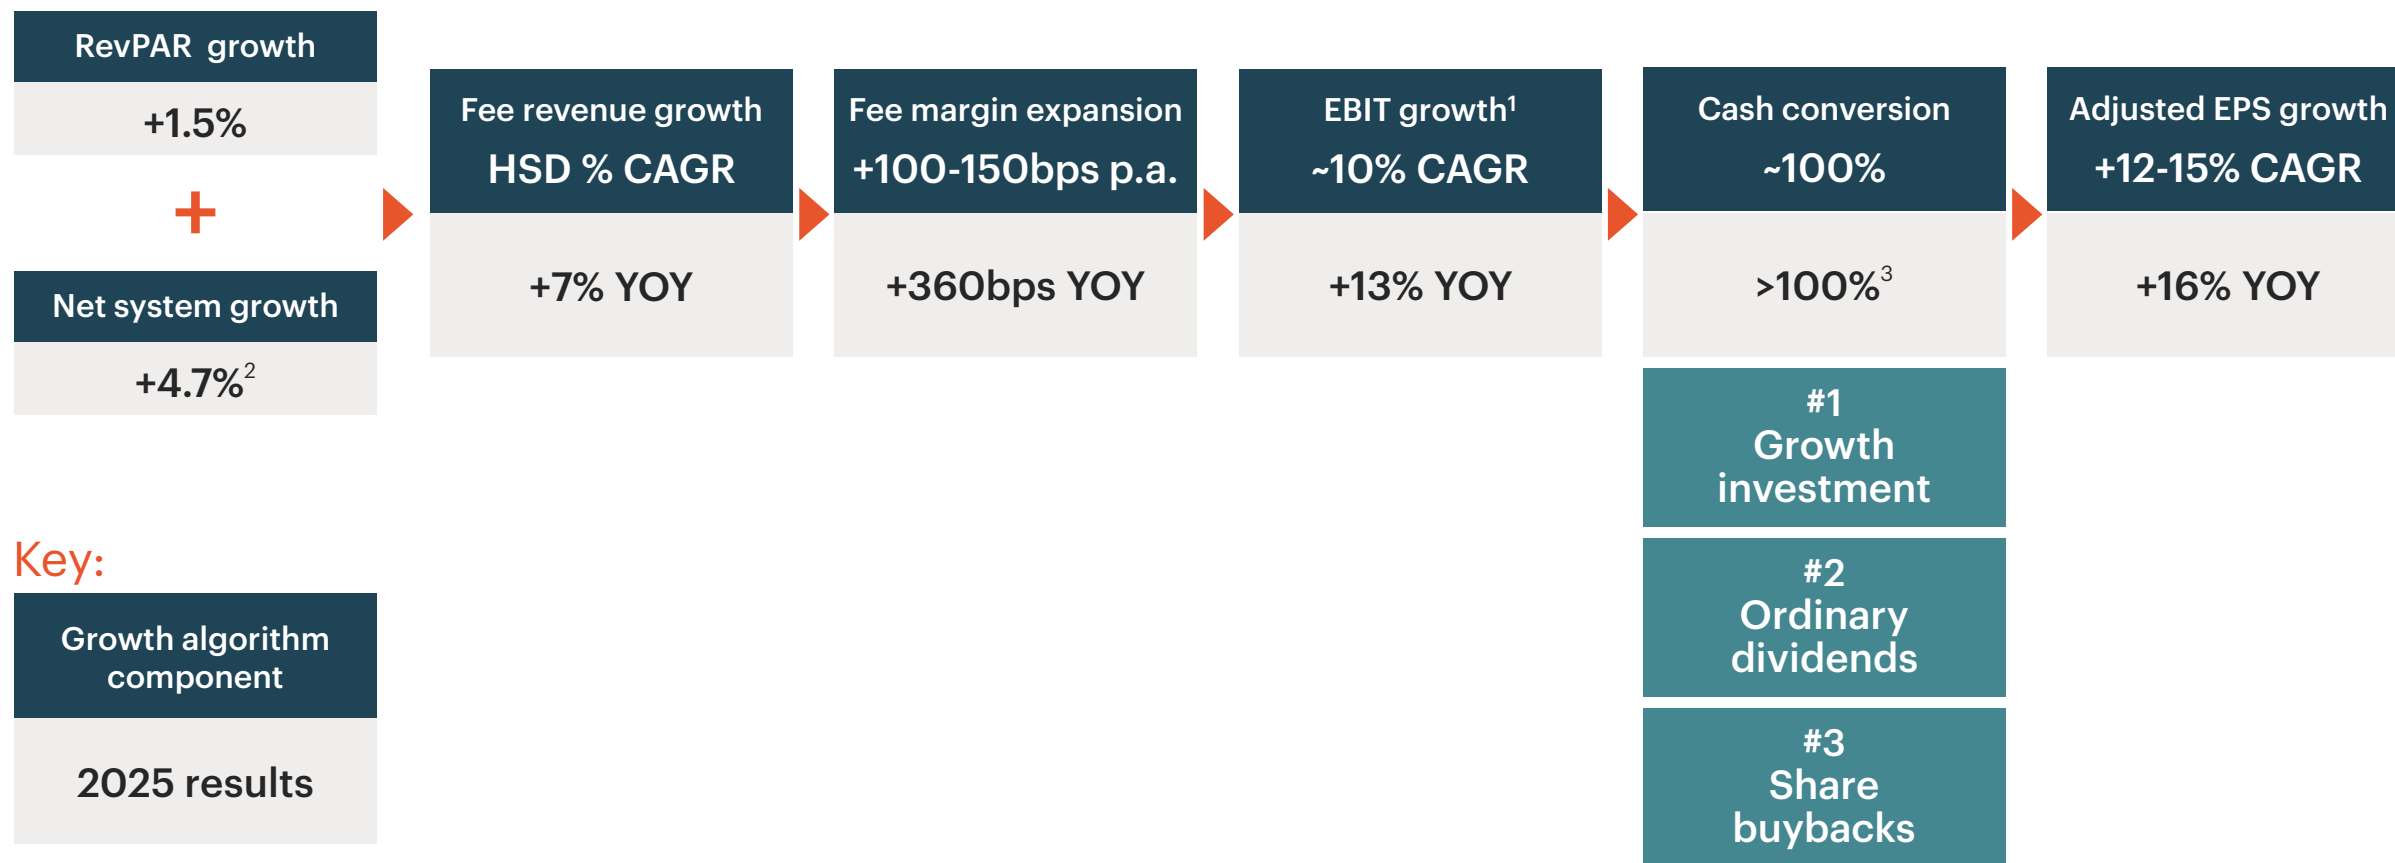 RevPAR growth
+1.5%
+
Net system growth
+4.7%²
Fee revenue growth
HSD % CAGR
+7% YOY
Fee margin expansion
+100-150bps p.a.
+360bps YOY
EBIT growth¹
~10% CAGR
+13% YOY
Cash conversion
~100%
>100%³
#1
Growth
investment
#2
Ordinary
dividends
#3
Share
buybacks
Adjusted EPS growth
+12-15% CAGR
+16% YOY
Key:
Growth algorithm
component
2025 results